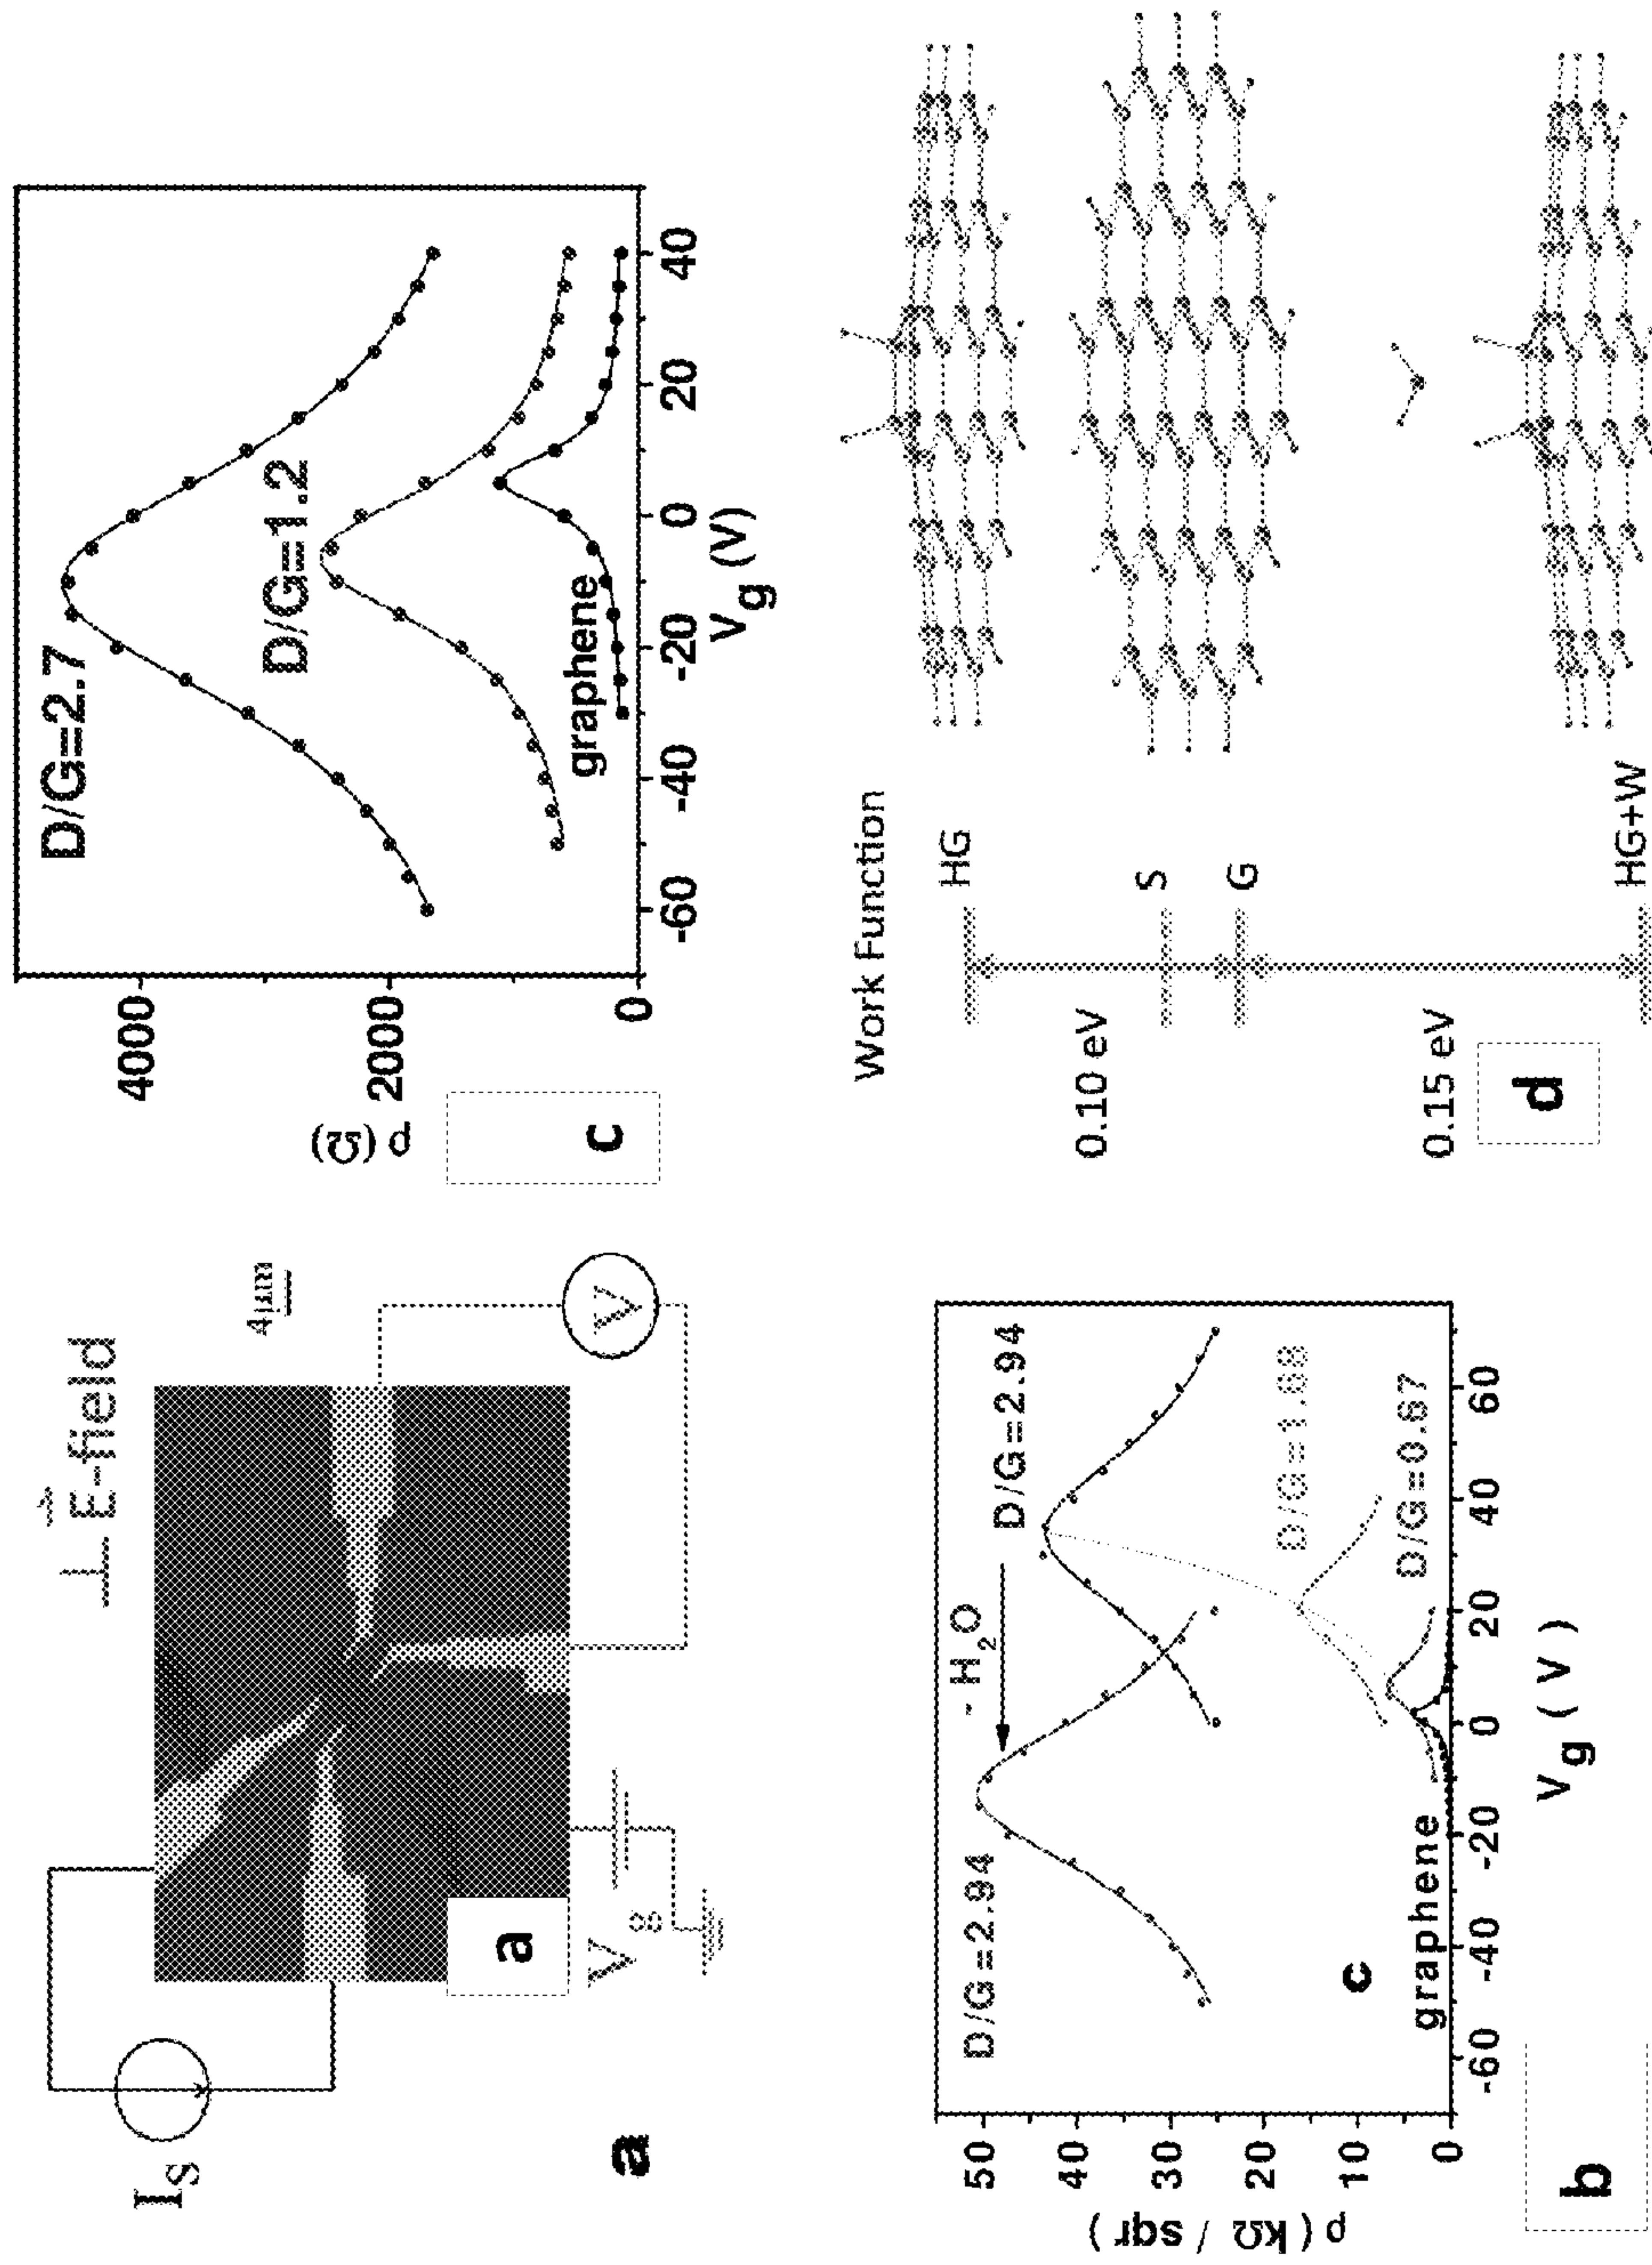 a
I_S
⊥ E-field
4μm
V
V_g
a
ρ (Ω)
4000
2000
0
D/G=2.7
D/G=1.2
graphene
-60 -40 -20 0 20 40
V_g (V)
c
ρ ( kΩ / sqr )
50
40
30
20
10
0
D/G=2.94
- H₂O
D/G=2.94
D/G=1.68
D/G=0.67
c
graphene
-60 -40 -20 0 20 40 60
V_g ( V )
b
Work Function
HG
0.10 eV
S
G
0.15 eV
HG+W
d